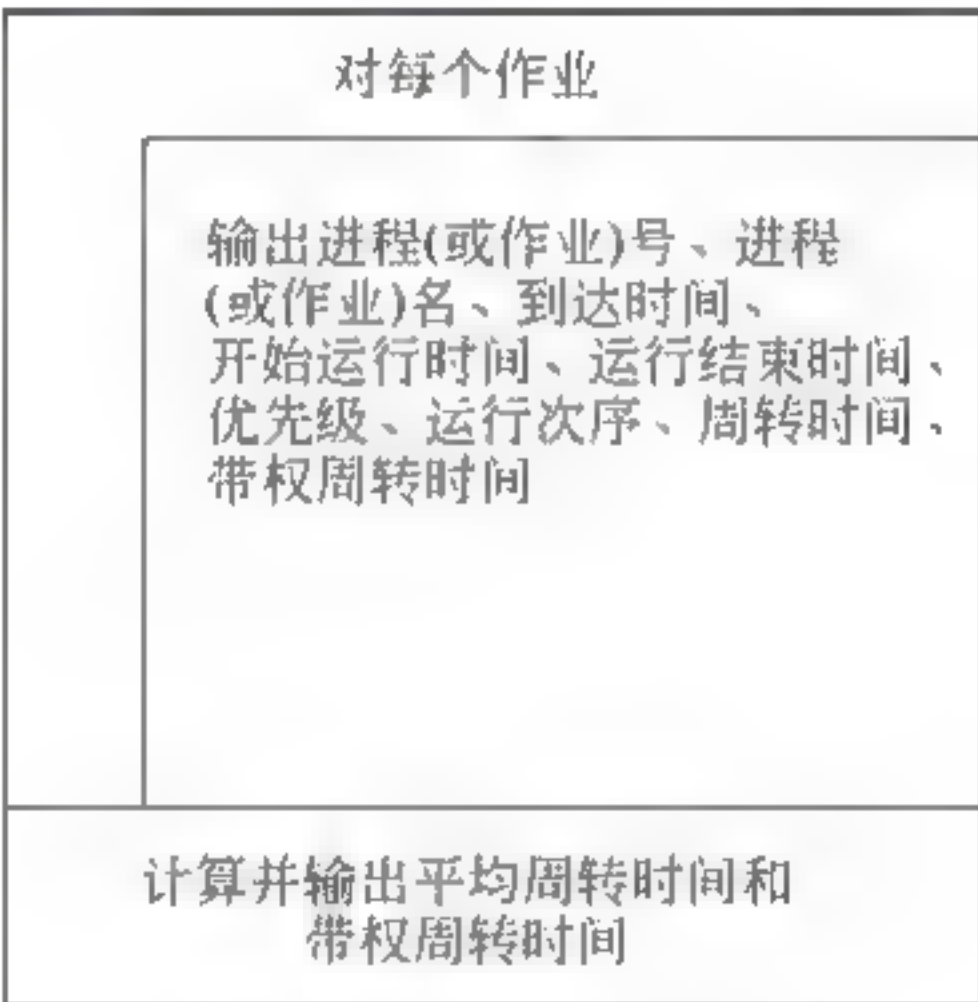 对每个作业
输出进程(或作业)号、进程
(或作业)名、到达时间、
开始运行时间、运行结束时间、
优先级、运行次序、周转时间、
带权周转时间
计算并输出平均周转时间和
带权周转时间